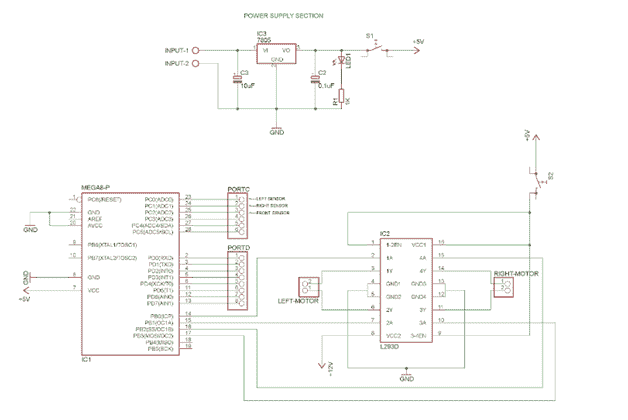 POWER SUPPLY SECTION
IC3
7805
S1
INPUT-1
VI
VO
+5V
GND
INPUT-2
LED1
C3
C2
10uF
0.1uF
R1
1K
GND
+5V
S2
MEGA8-P
PORTC
1 PC6(/RESET)
PC0(ADC0) 23
LEFT SENSOR
PC1(ADC1) 24
RIGHT SENSOR
22 GND
PC2(ADC2) 25
FRONT SENSOR
21 AREF
PC3(ADC3) 26
20 AVCC
PC4(ADC4/SDA) 27
GND
PC5(ADC5/SCL) 28
9 PB6(XTAL1/TOSC1)
PORTD
10 PB7(XTAL2/TOSC2)
PD0(RXD) 2
PD1(TXD) 3
PD2(INT0) 4
8 GND
PD3(INT1) 5
GND
PD4(XCK/T0) 6
7 VCC
PD5(T1) 11
+5V
PD6(AIN0) 12
PD7(AIN1) 13
PB0(ICP) 14
PB1(OC1A) 15
PB2(SS/OC1B) 16
PB3(MOSI/OC2) 17
PB4(MISO) 18
PB5(SCK) 19
IC1
IC2
1 1-2EN VCC1 16
2 1A 4A 15
3 1Y 4Y 14
4 GND1 GND3 13
5 GND2 GND4 12
6 2Y 3Y 11
7 2A 3A 10
8 VCC2 3-4EN 9
L293D
LEFT-MOTOR
RIGHT-MOTOR
+12V
GND